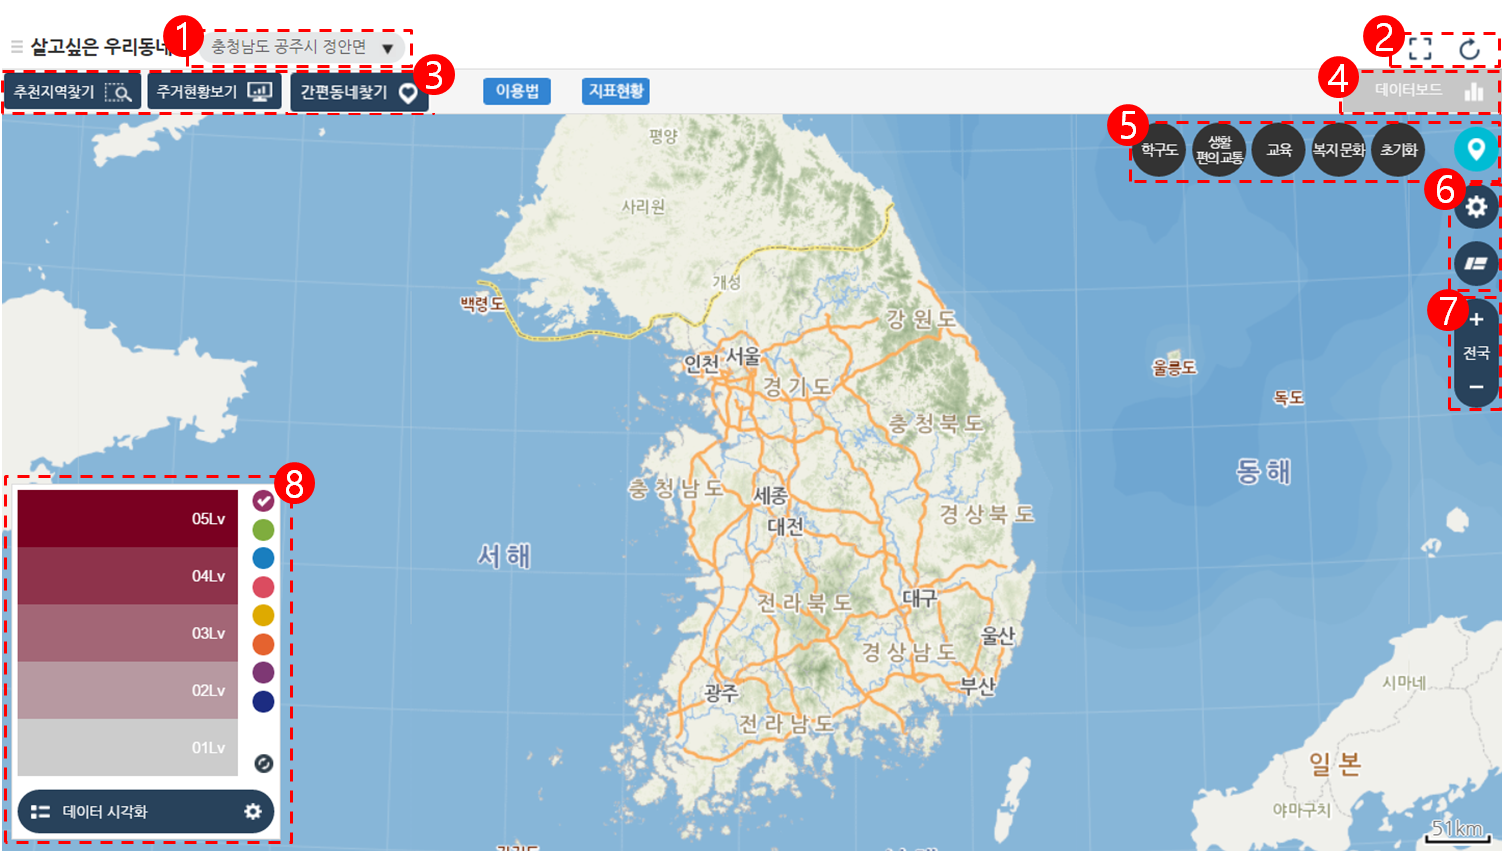 살고싶은 우리동네
1
충청남도 공주시 정안면
2
추천지역찾기
주거현황보기
간편동네찾기
3
이용법
지표현황
4
데이터보드
5
학구도
생활
편의 교통
교육
복지 문화
초기화
6
7
+
전국
−
평양
사리원
개성
백령도
강원도
인천
서울
경기도
울릉도
독도
충청북도
동해
충청남도
세종
대전
경상북도
서해
전라북도
대구
울산
경상남도
부산
광주
전라남도
시마네
일본
야마구치
51km
8
05Lv
04Lv
03Lv
02Lv
01Lv
데이터 시각화